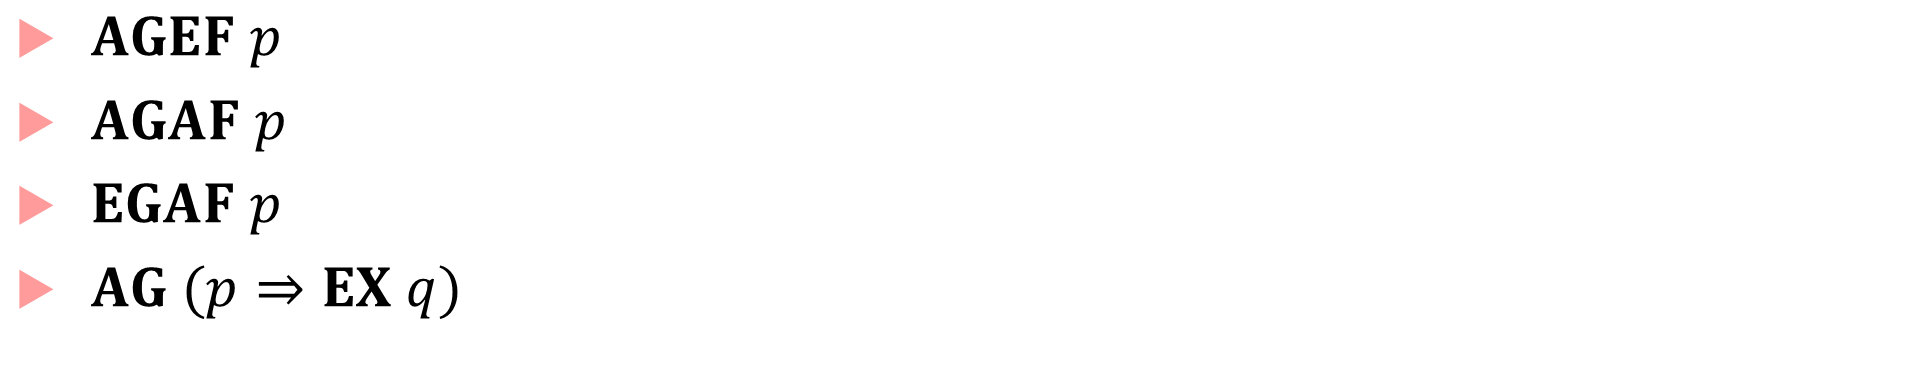 ▶ AGEF p
▶ AGAF p
▶ EGAF p
▶ AG (p ⇒ EX q)